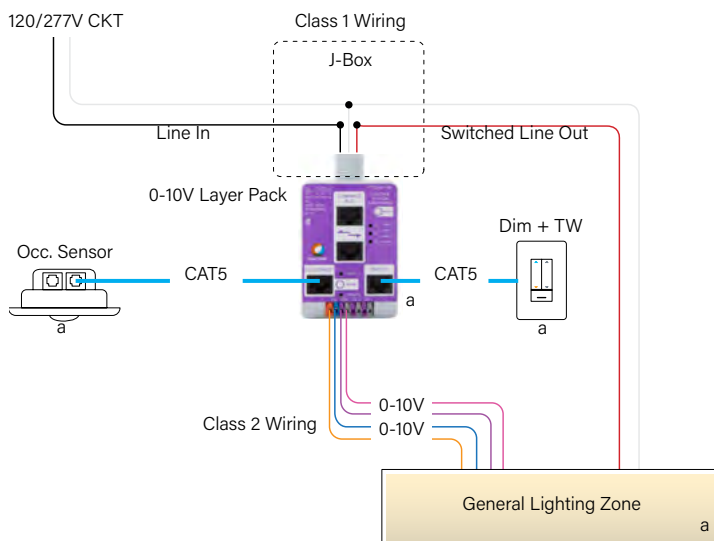 120/277V CKT
Class 1 Wiring
J-Box
Line In
Switched Line Out
0-10V Layer Pack
Dim + TW
Occ. Sensor
CAT5
CAT5
a
a
a
0-10V
Class 2 Wiring
0-10V
General Lighting Zone
a